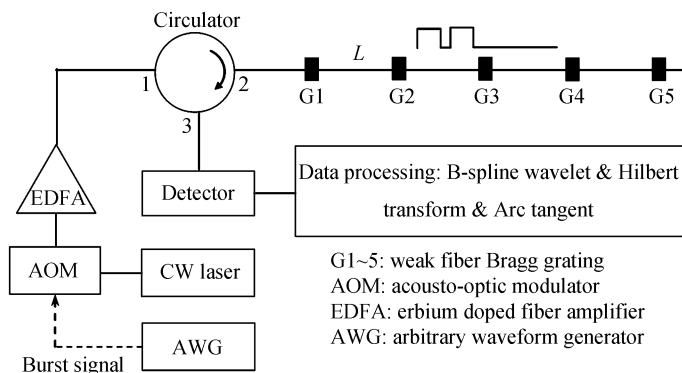 Circulator
1
2
3
L
G1
G2
G3
G4
G5
EDFA
Detector
Data processing: B-spline wavelet & Hilbert
transform & Arc tangent
AOM
CW laser
AWG
Burst signal
G1~5: weak fiber Bragg grating
AOM: acousto-optic modulator
EDFA: erbium doped fiber amplifier
AWG: arbitrary waveform generator